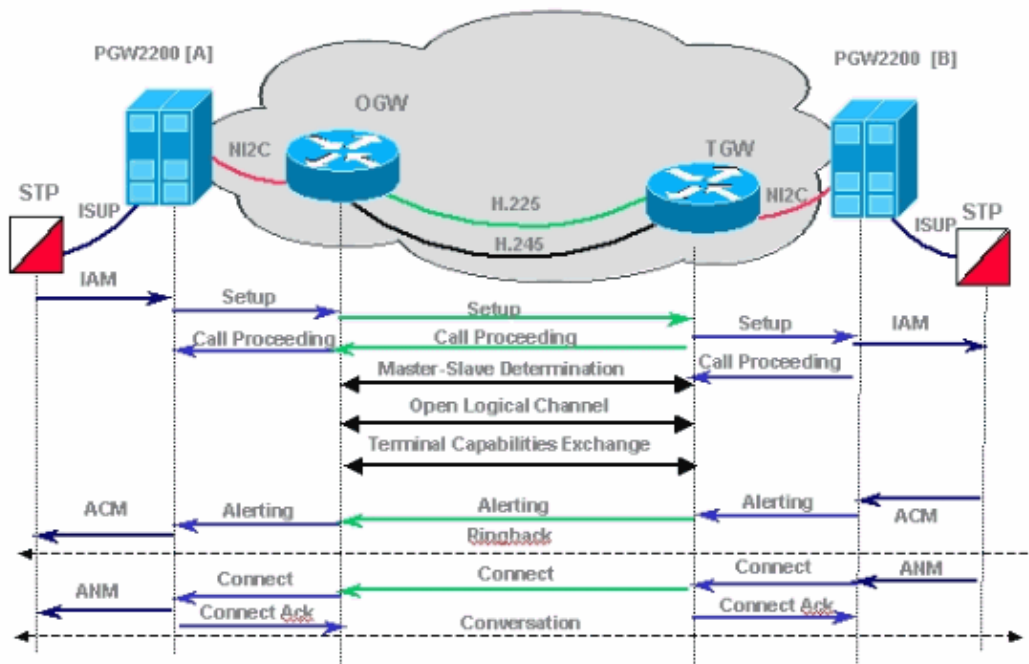 PGW2200 [A]
PGW2200 [B]
OGW
TGW
NI2C
NI2C
STP
ISUP
H.225
H.245
ISUP
STP
IAM
Setup
Setup
Setup
IAM
Call Proceeding
Call Proceeding
Call Proceeding
Master-Slave Determination
Open Logical Channel
Terminal Capabilities Exchange
ACM
Alerting
Alerting
Alerting
ACM
Ringback
ANM
Connect
Connect
Connect
ANM
Connect Ack
Conversation
Connect Ack